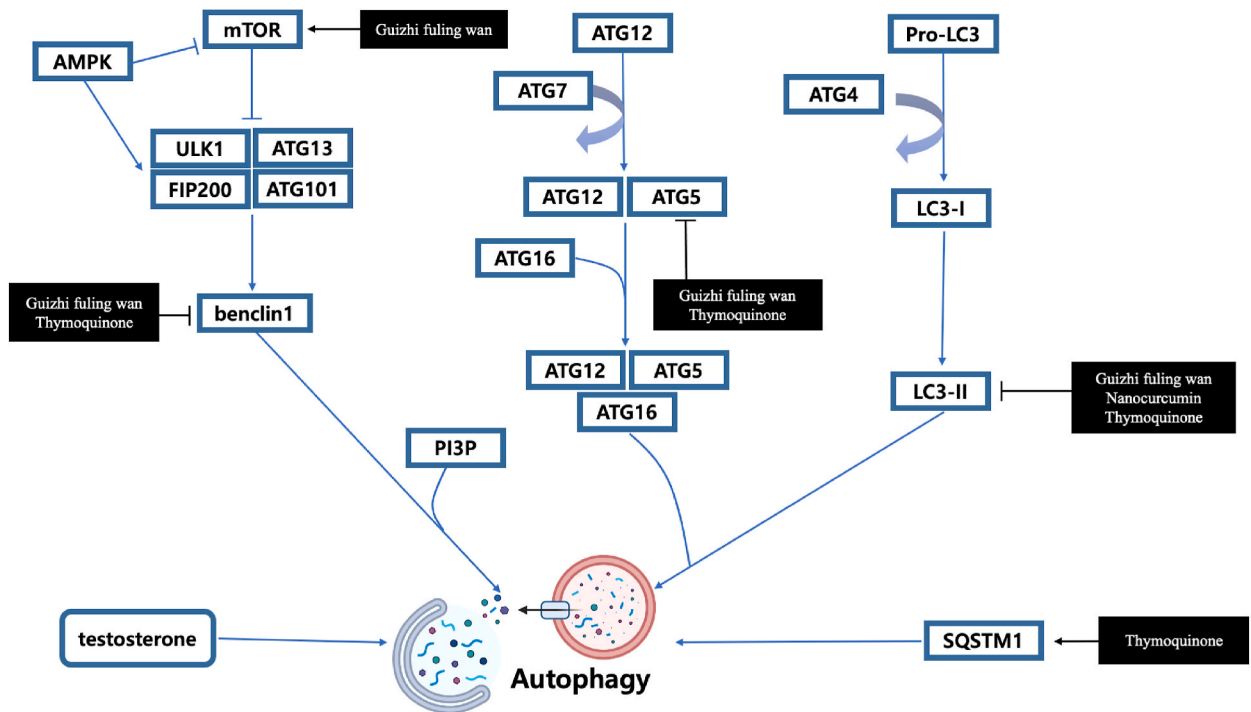 mTOR
Guizhi fuling wan
ATG12
Pro-LC3
AMPK
ATG7
ATG4
ULK1
ATG13
FIP200
ATG101
ATG12
ATG5
LC3-I
ATG16
Guizhi fuling wan
Thymoquinone
benclin1
Guizhi fuling wan
Thymoquinone
ATG12
ATG5
ATG16
LC3-II
Guizhi fuling wan
Nanocurcumin
Thymoquinone
PI3P
testosterone
SQSTM1
Thymoquinone
Autophagy